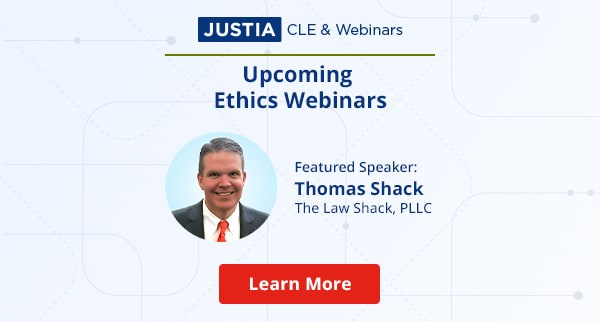 JUSTIA CLE & Webinars
Upcoming
Ethics Webinars
Featured Speaker:
Thomas Shack
The Law Shack, PLLC
Learn More